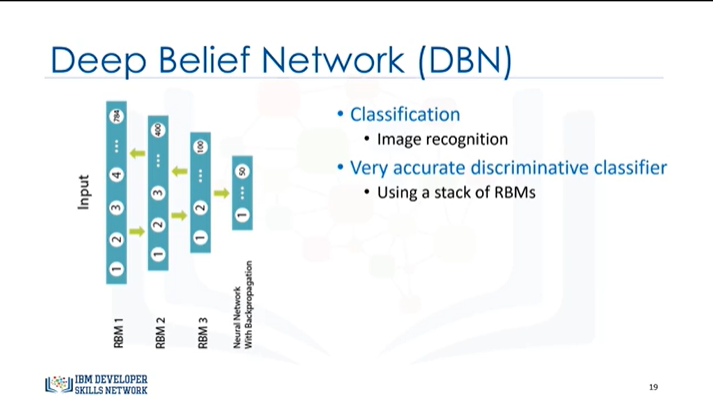 Deep Belief Network (DBN)
Input
1 2 3 4 ••• 784
1 2 3 ••• 400
1 2 ••• 100
1 ••• 50
RBM 1
RBM 2
RBM 3
Neural Network
With Backpropagation
• Classification
• Image recognition
• Very accurate discriminative classifier
• Using a stack of RBMs
IBM DEVELOPER
SKILLS NETWORK
19